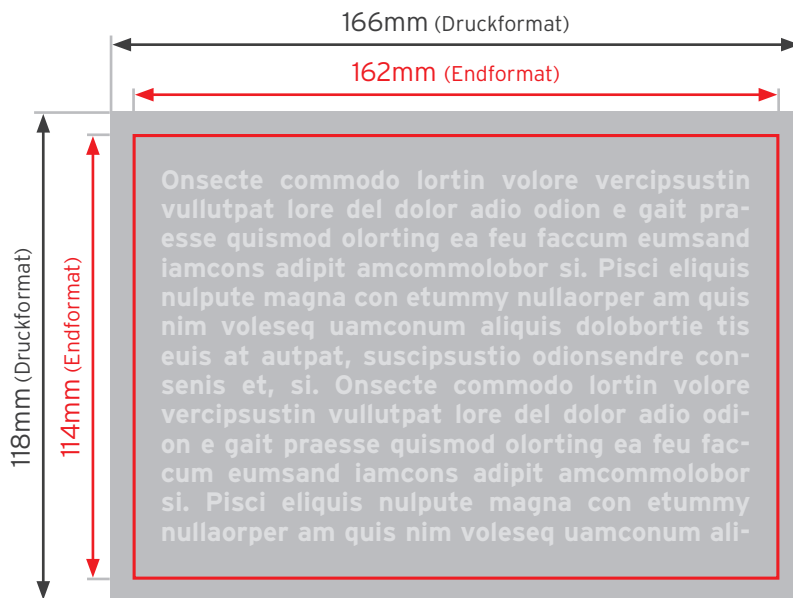 166mm (Druckformat)
162mm (Endformat)
118mm (Druckformat)
114mm (Endformat)
Onsecte commodo lortin volore vercipsustin
vullutpat lore del dolor adio odion e gait pra-
esse quismod olorting ea feu faccum eumsand
iamcons adipit amcommolobor si. Pisci eliquis
nulpute magna con etummy nullaorper am quis
nim voleseq uamconum aliquis dolobortie tis
euis at autpat, suscipsustio odionsendre con-
senis et, si. Onsecte commodo lortin volore
vercipsustin vullutpat lore del dolor adio odi-
on e gait praesse quismod olorting ea feu fac-
cum eumsand iamcons adipit amcommolobor
si. Pisci eliquis nulpute magna con etummy
nullaorper am quis nim voleseq uamconum ali-